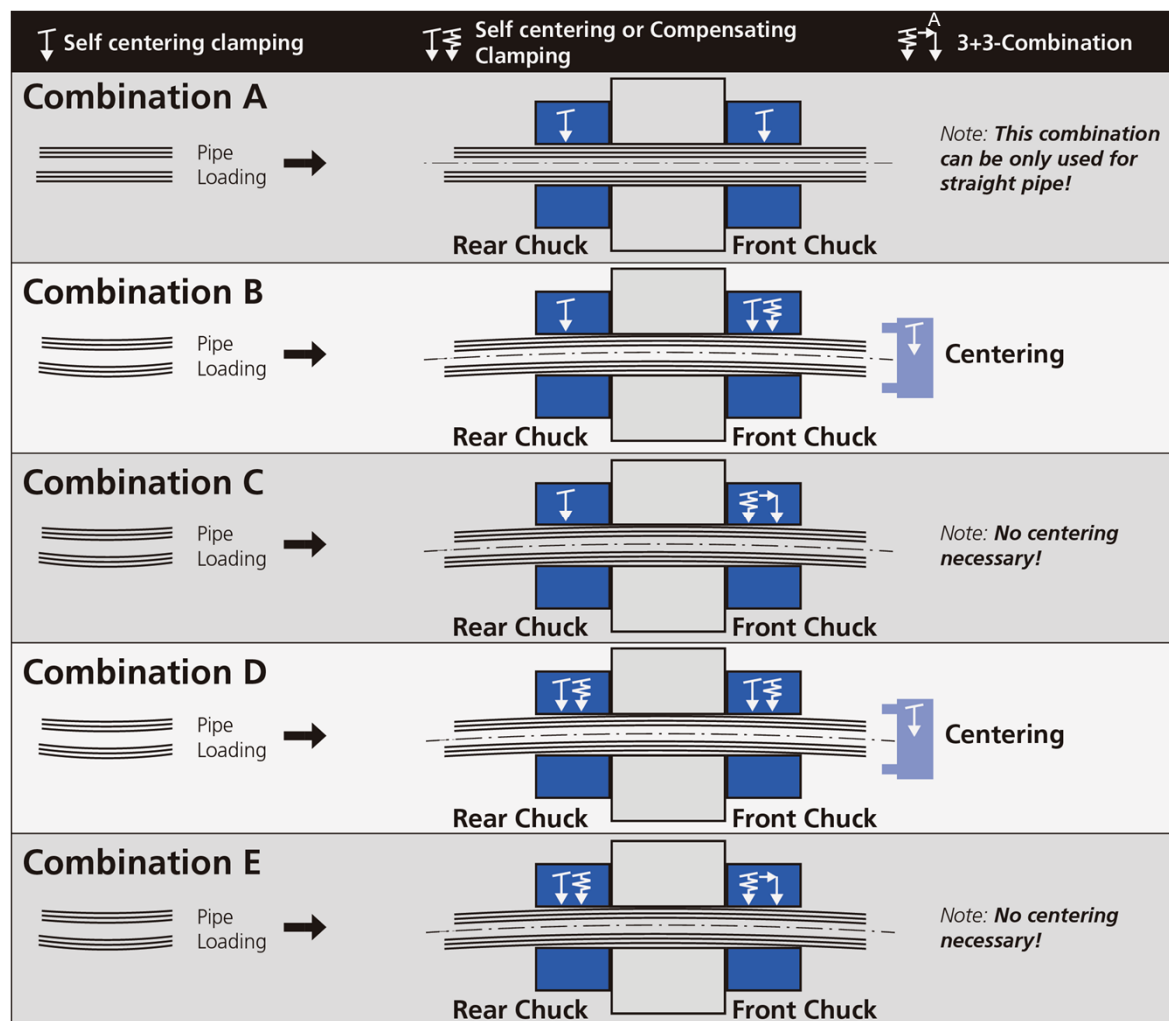 Self centering clamping
Self centering or Compensating
Clamping
A
3+3-Combination
Combination A
Pipe
Loading
Rear Chuck
Front Chuck
Note: This combination
can be only used for
straight pipe!
Combination B
Pipe
Loading
Rear Chuck
Front Chuck
Centering
Combination C
Pipe
Loading
Rear Chuck
Front Chuck
Note: No centering
necessary!
Combination D
Pipe
Loading
Rear Chuck
Front Chuck
Centering
Combination E
Pipe
Loading
Rear Chuck
Front Chuck
Note: No centering
necessary!